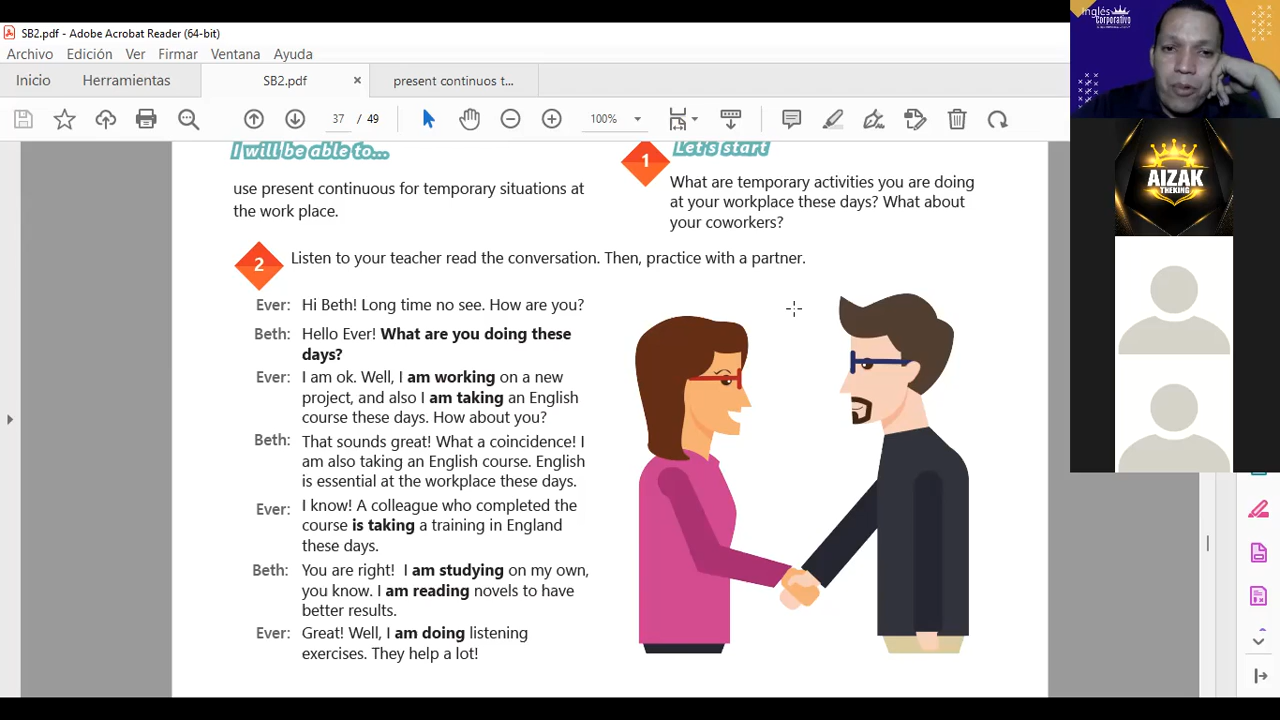 SB2.pdf - Adobe Acrobat Reader (64-bit)
Archivo Edición Ver Firmar Ventana Ayuda
Inicio Herramientas SB2.pdf × present continuos t...
37 / 49 100%
I will be able to...
use present continuous for temporary situations at
the work place.
1 Let's start
What are temporary activities you are doing
at your workplace these days? What about
your coworkers?
2 Listen to your teacher read the conversation. Then, practice with a partner.
Ever: Hi Beth! Long time no see. How are you?
Beth: Hello Ever! What are you doing these
days?
Ever: I am ok. Well, I am working on a new
project, and also I am taking an English
course these days. How about you?
Beth: That sounds great! What a coincidence! I
am also taking an English course. English
is essential at the workplace these days.
Ever: I know! A colleague who completed the
course is taking a training in England
these days.
Beth: You are right! I am studying on my own,
you know. I am reading novels to have
better results.
Ever: Great! Well, I am doing listening
exercises. They help a lot!
Inglés
Corporativo
AIZAK
THEKING